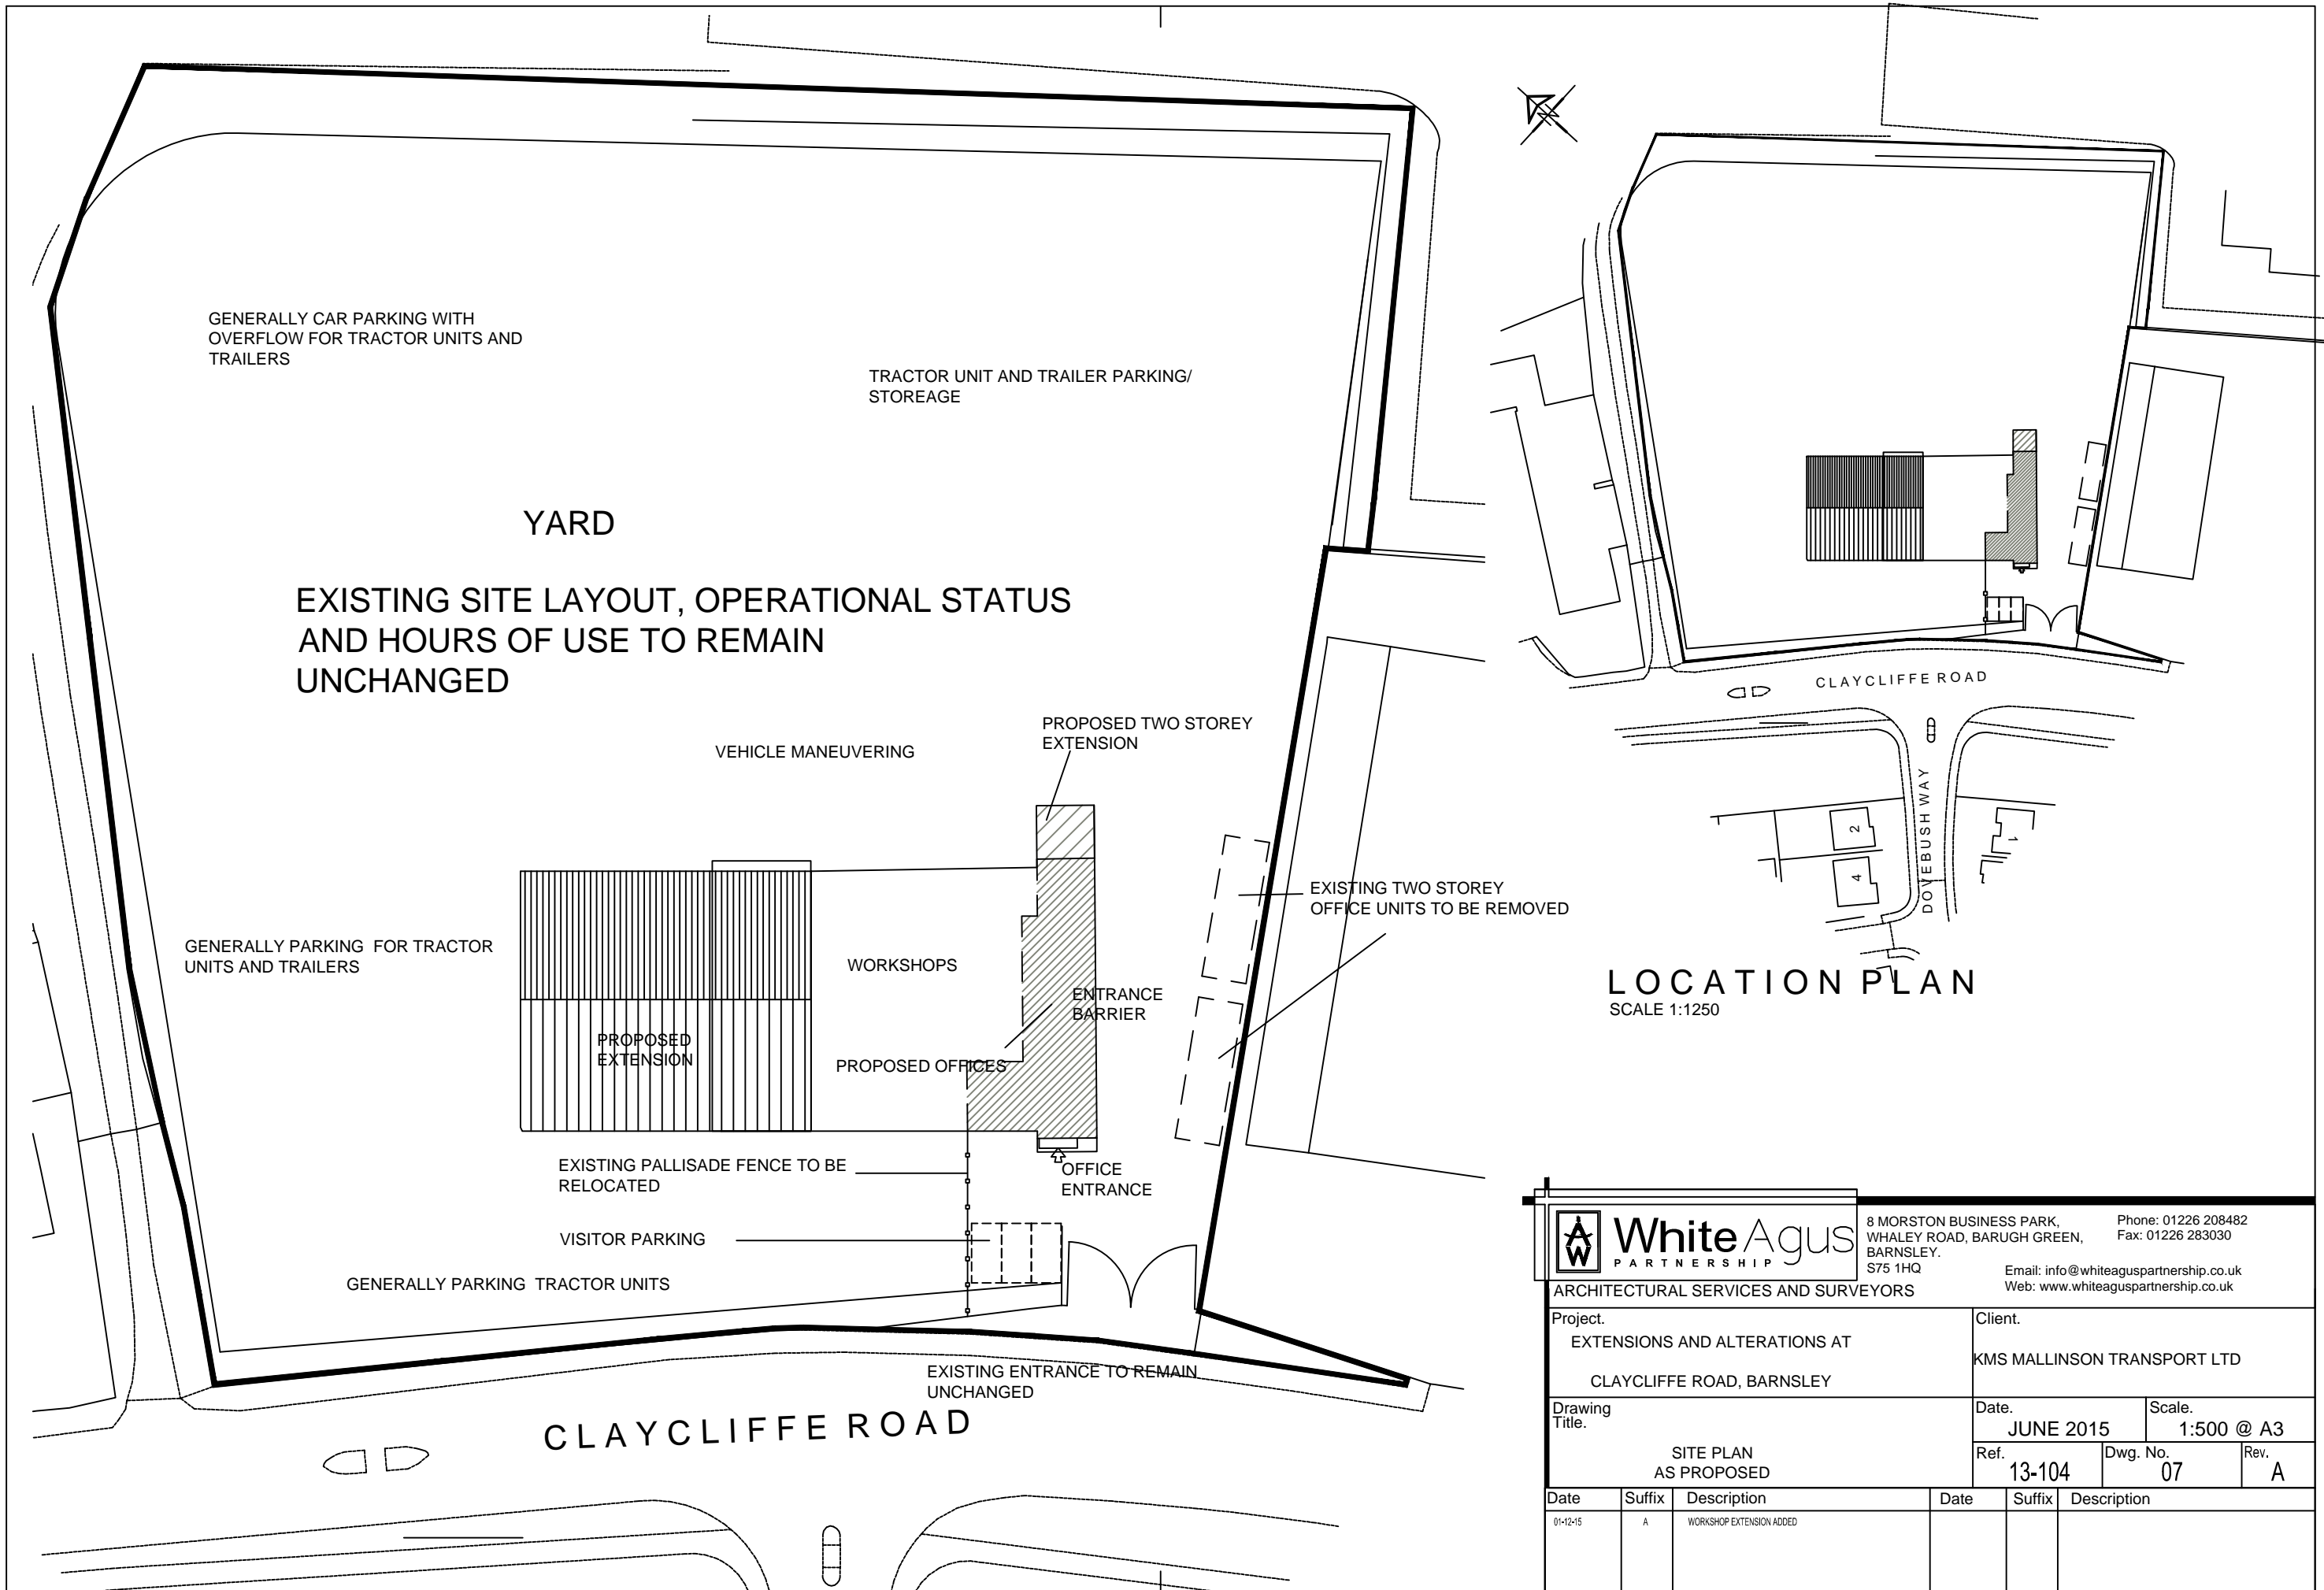 GENERALLY CAR PARKING WITH
OVERFLOW FOR TRACTOR UNITS AND
TRAILERS
TRACTOR UNIT AND TRAILER PARKING/
STOREAGE
YARD
EXISTING SITE LAYOUT, OPERATIONAL STATUS
AND HOURS OF USE TO REMAIN
UNCHANGED
VEHICLE MANEUVERING
PROPOSED TWO STOREY
EXTENSION
EXISTING TWO STOREY
OFFICE UNITS TO BE REMOVED
GENERALLY PARKING FOR TRACTOR
UNITS AND TRAILERS
WORKSHOPS
ENTRANCE
BARRIER
PROPOSED
EXTENSION
PROPOSED OFFICES
EXISTING PALLISADE FENCE TO BE
RELOCATED
OFFICE
ENTRANCE
VISITOR PARKING
GENERALLY PARKING TRACTOR UNITS
EXISTING ENTRANCE TO REMAIN
UNCHANGED
CLAYCLIFFE ROAD
CLAYCLIFFE ROAD
DOVEBUSH WAY
2
4
1
LOCATION PLAN
SCALE 1:1250
AW
White Agus
PARTNERSHIP
8 MORSTON BUSINESS PARK,
WHALEY ROAD, BARUGH GREEN,
BARNSLEY.
S75 1HQ
Phone: 01226 208482
Fax: 01226 283030
Email: info@whiteaguspartnership.co.uk
Web: www.whiteaguspartnership.co.uk
ARCHITECTURAL SERVICES AND SURVEYORS
Project.
EXTENSIONS AND ALTERATIONS AT
CLAYCLIFFE ROAD, BARNSLEY
Client.
KMS MALLINSON TRANSPORT LTD
Drawing
Title.
SITE PLAN
AS PROPOSED
Date.
JUNE 2015
Scale.
1:500 @ A3
Ref.
13-104
Dwg. No.
07
Rev.
A
Date Suffix Description Date Suffix Description
01-12-15 A WORKSHOP EXTENSION ADDED